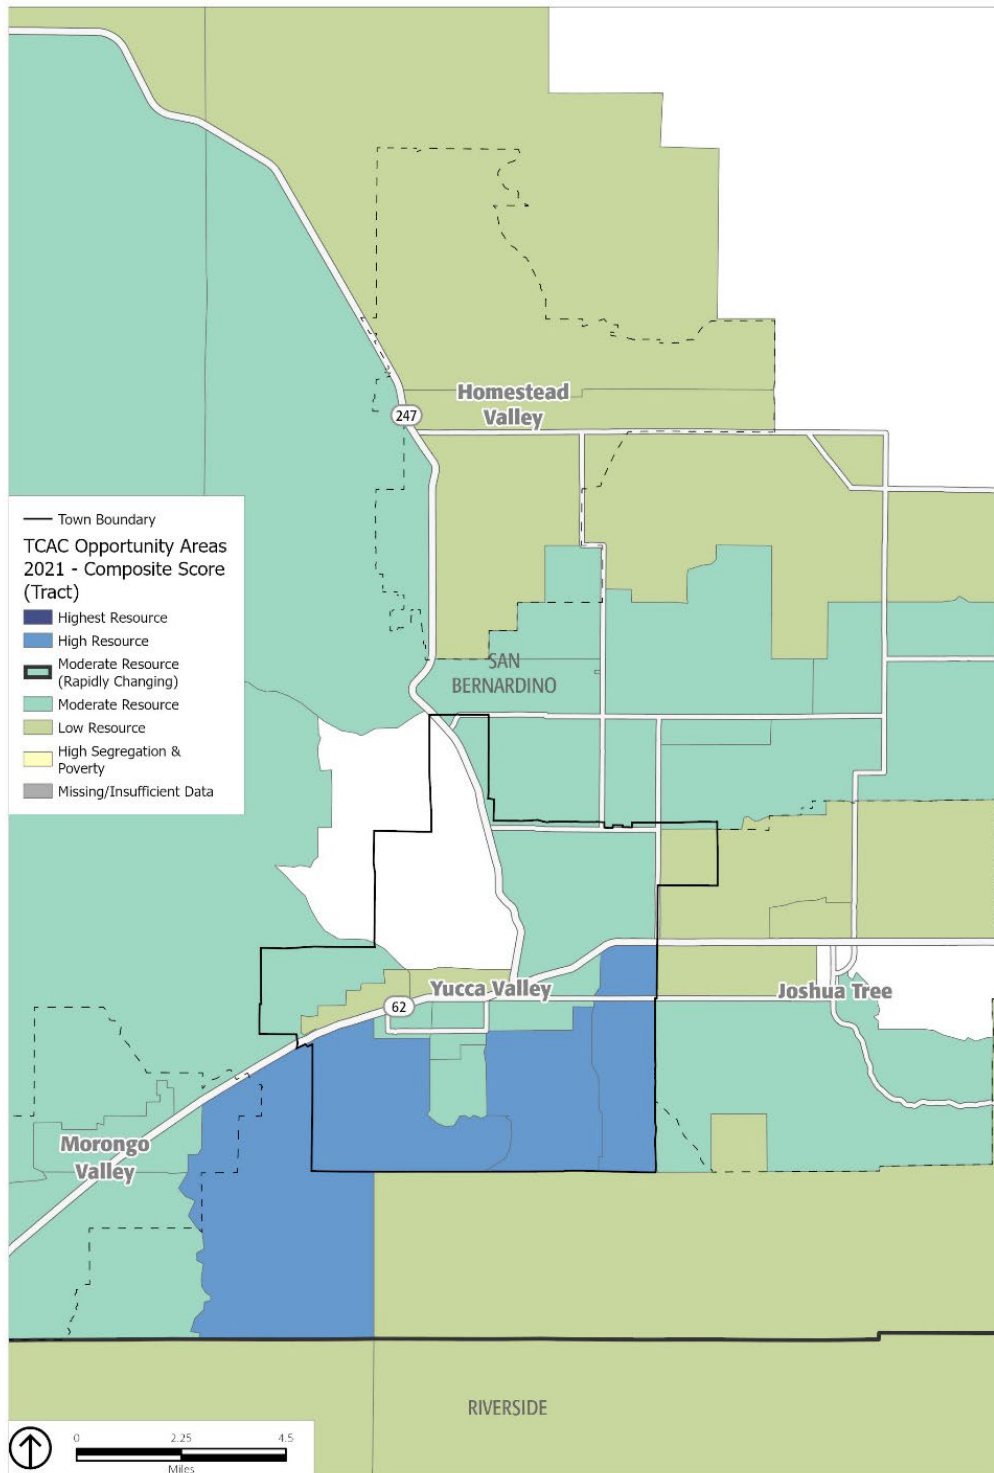 Homestead
Valley
247
Town Boundary
TCAC Opportunity Areas
2021 - Composite Score
(Tract)
Highest Resource
High Resource
Moderate Resource
(Rapidly Changing)
Moderate Resource
Low Resource
High Segregation &
Poverty
Missing/Insufficient Data
SAN
BERNARDINO
Yucca Valley
62
Joshua Tree
Morongo
Valley
RIVERSIDE
0 2.25 4.5
Miles